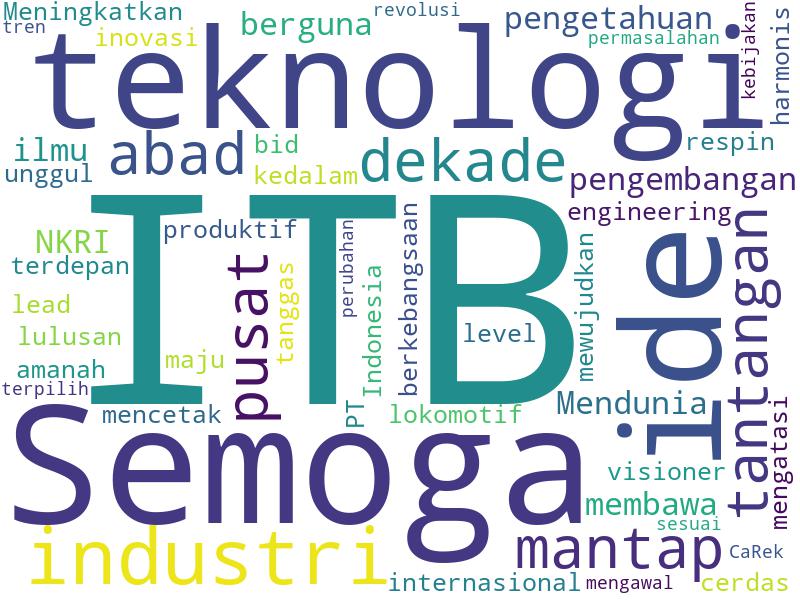 Meningkatkan
revolusi
pengetahuan
tren
inovasi
berguna
permasalahan
kebijakan
harmonis
teknologi
ilmu
abad
bid
dekade
respin
unggul
kedalam
pengembangan
ITB
engineering
NKRI
produktif
terdepan
pusat
tanggas
perubahan
Indonesia
berkebangsaan
mewujudkan
ide
tantangan
lead
level
lulusan
maju
amanah
terpilih
mencetak
PT
lokomotif
Mendunia
mengatasi
Semoga
visioner
membawa
sesuai
industri
mantap
CaRek
internasional
mengawal
cerdas